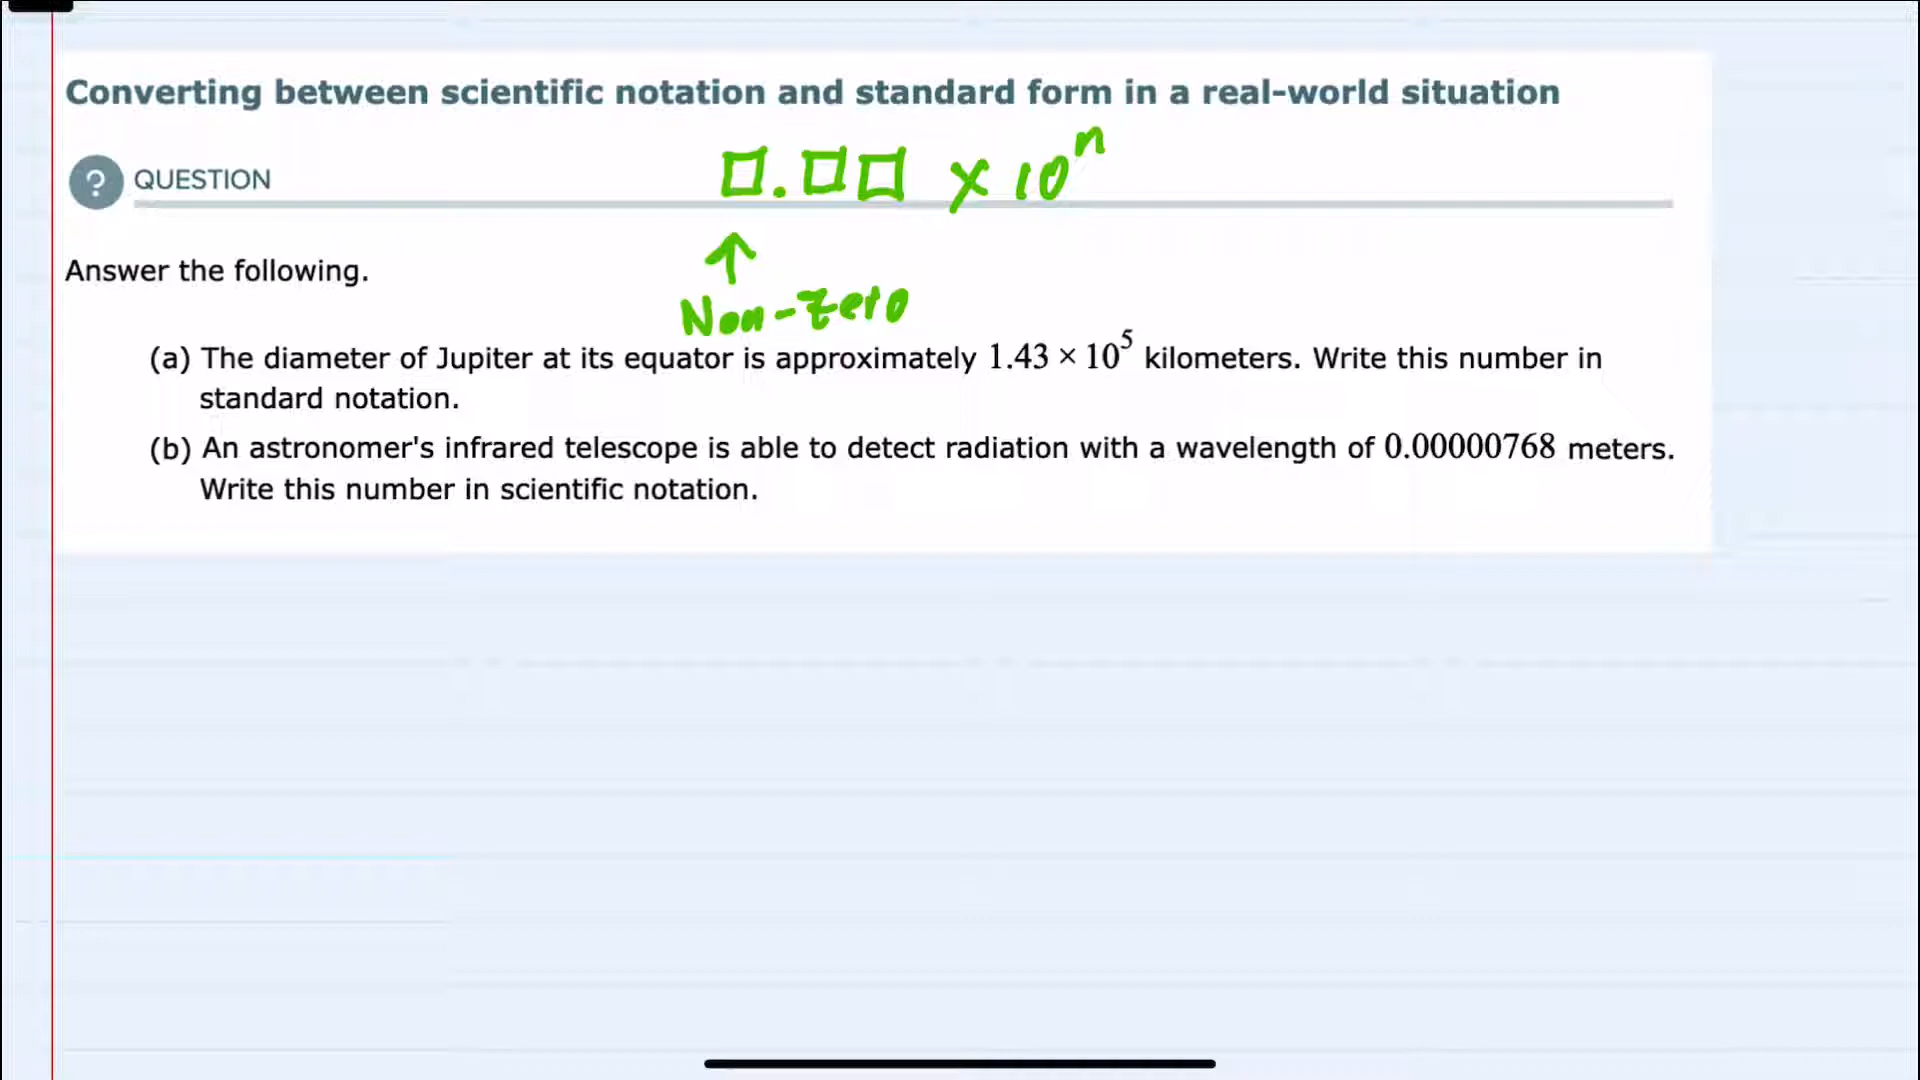 Converting between scientific notation and standard form in a real-world situation
? QUESTION
□.□□ × 10ⁿ
↑
Non-zero
Answer the following.
(a) The diameter of Jupiter at its equator is approximately 1.43 × 10⁵ kilometers. Write this number in
standard notation.
(b) An astronomer's infrared telescope is able to detect radiation with a wavelength of 0.00000768 meters.
Write this number in scientific notation.